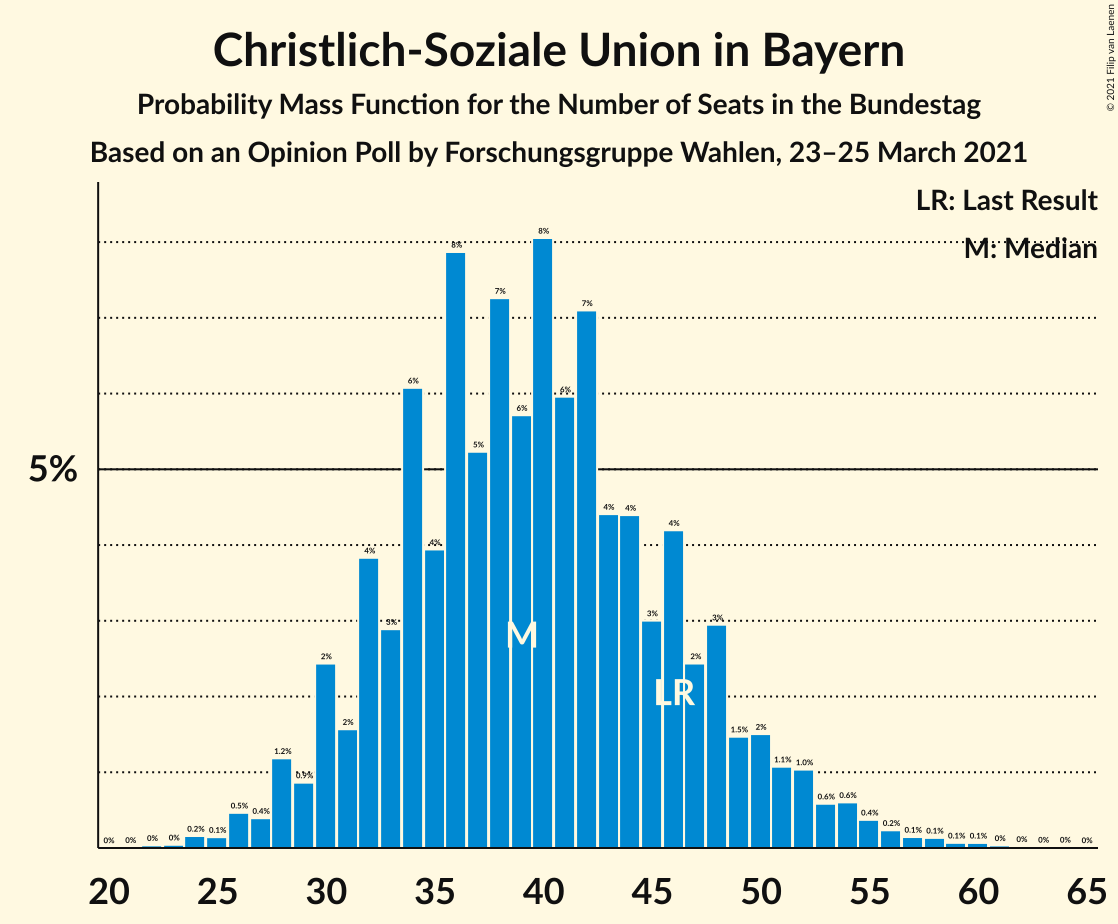 Christlich-Soziale Union in Bayern
Probability Mass Function for the Number of Seats in the Bundestag
Based on an Opinion Poll by Forschungsgruppe Wahlen, 23–25 March 2021
© 2021 Filip van Laenen
LR: Last Result
M: Median
5%
0% 0% 0% 0% 0.2% 0.1% 0.5% 0.4% 1.2% 0.9% 2% 2% 4% 3% 6% 4% 8% 5% 7% 6% 8% 6% 7% 4% 4% 3% 4% 2% 3% 1.5% 2% 1.1% 1.0% 0.6% 0.6% 0.4% 0.2% 0.1% 0.1% 0.1% 0.1% 0% 0% 0% 0% 0%
M
LR
20 25 30 35 40 45 50 55 60 65